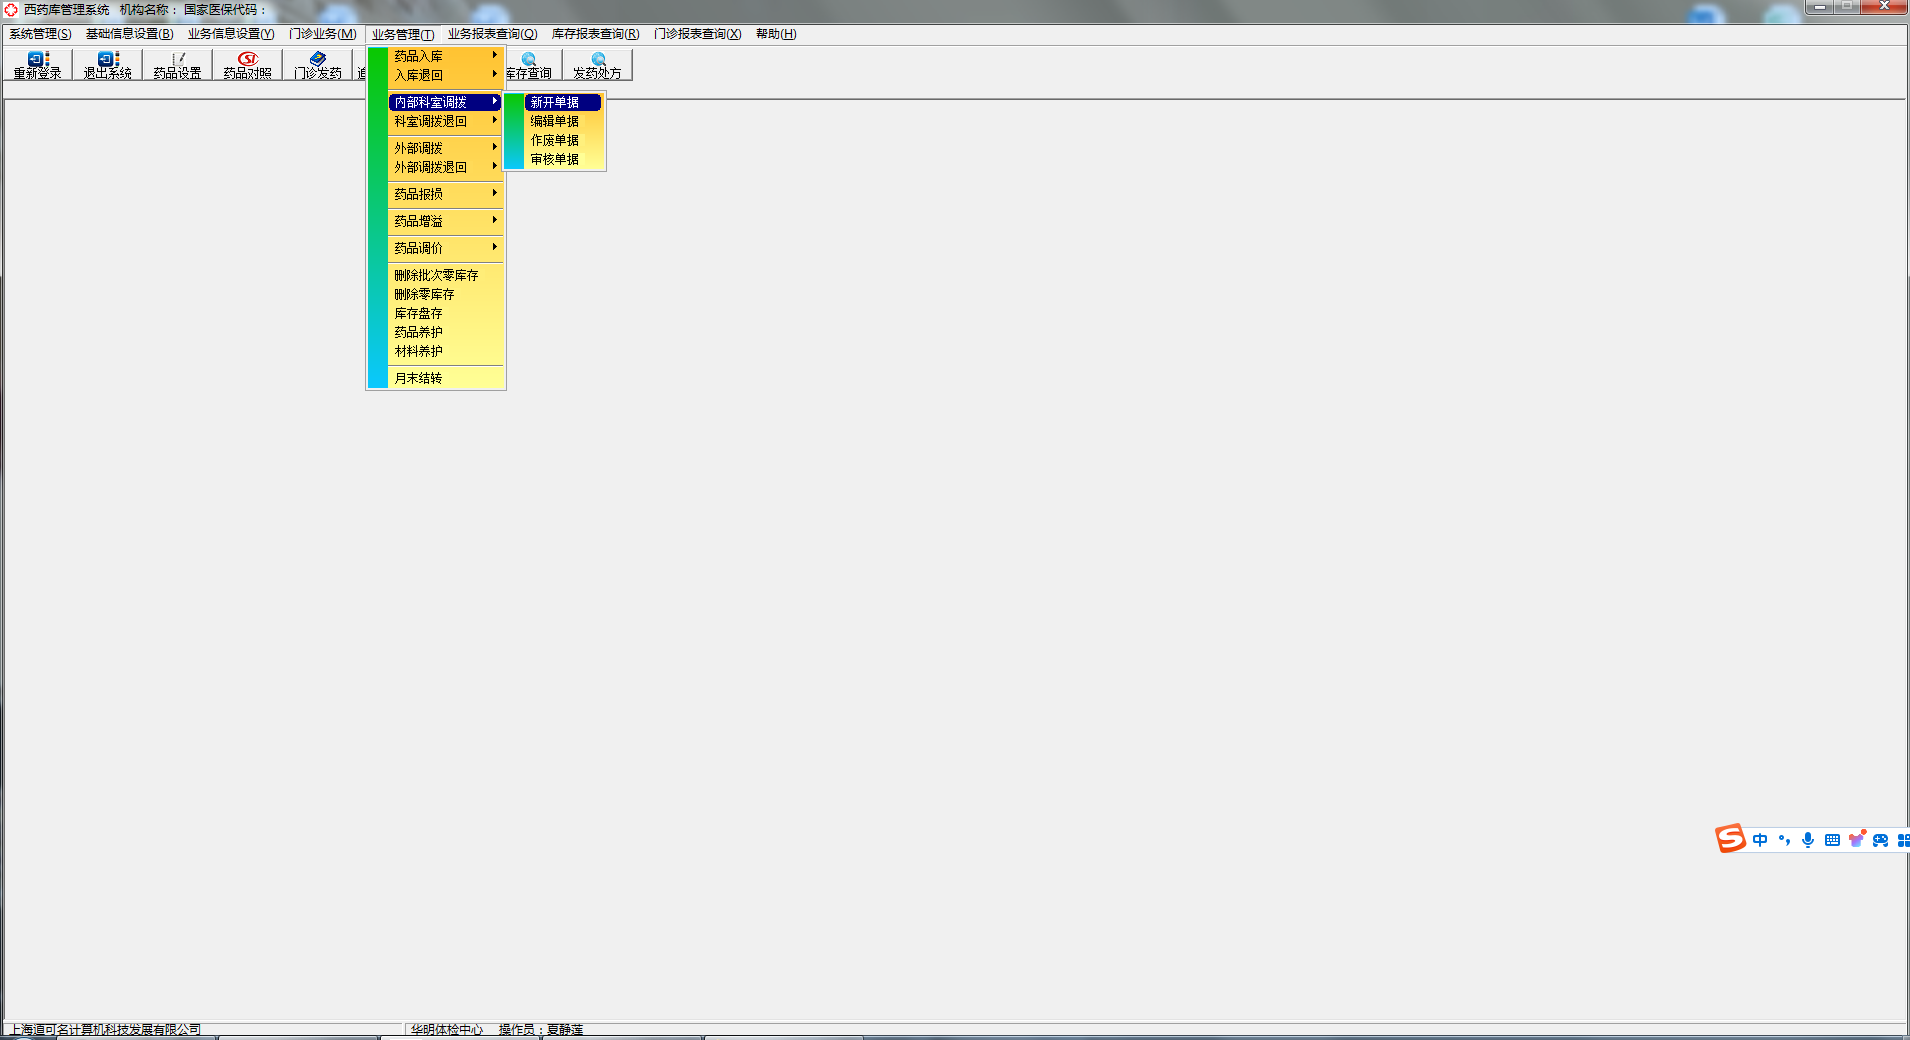 西药库管理系统 机构名称： 国家医保代码：
系统管理(S) 基础信息设置(B) 业务信息设置(Y) 门诊业务(M) 业务管理(T) 业务报表查询(Q) 库存报表查询(R) 门诊报表查询(X) 帮助(H)
重新登录 退出系统 药品设置 药品对照 门诊发药 库存查询 发药处方
药品入库
入库退回
内部科室调拨
科室调拨退回
外部调拨
外部调拨退回
药品报损
药品增溢
药品调价
删除批次零库存
删除零库存
库存盘存
药品养护
材料养护
月末结转
新开单据
编辑单据
作废单据
审核单据
中
上海道可名计算机科技发展有限公司 华明体检中心 操作员：夏静莲